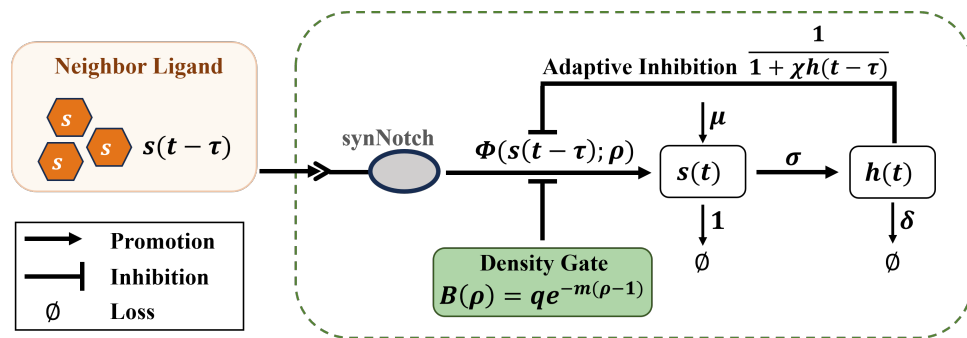 Neighbor Ligand
s
s
s
s(t − τ)
synNotch
Adaptive Inhibition 1/(1 + χh(t − τ))
Φ(s(t − τ); ρ)
μ
s(t)
σ
h(t)
1
δ
∅
∅
Density Gate
B(ρ) = qe^{−m(ρ−1)}
Promotion
Inhibition
∅ Loss